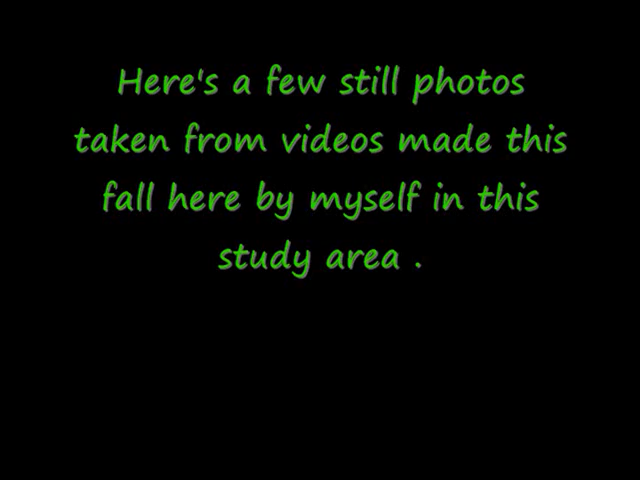 Here's a few still photos
taken from videos made this
fall here by myself in this
study area .